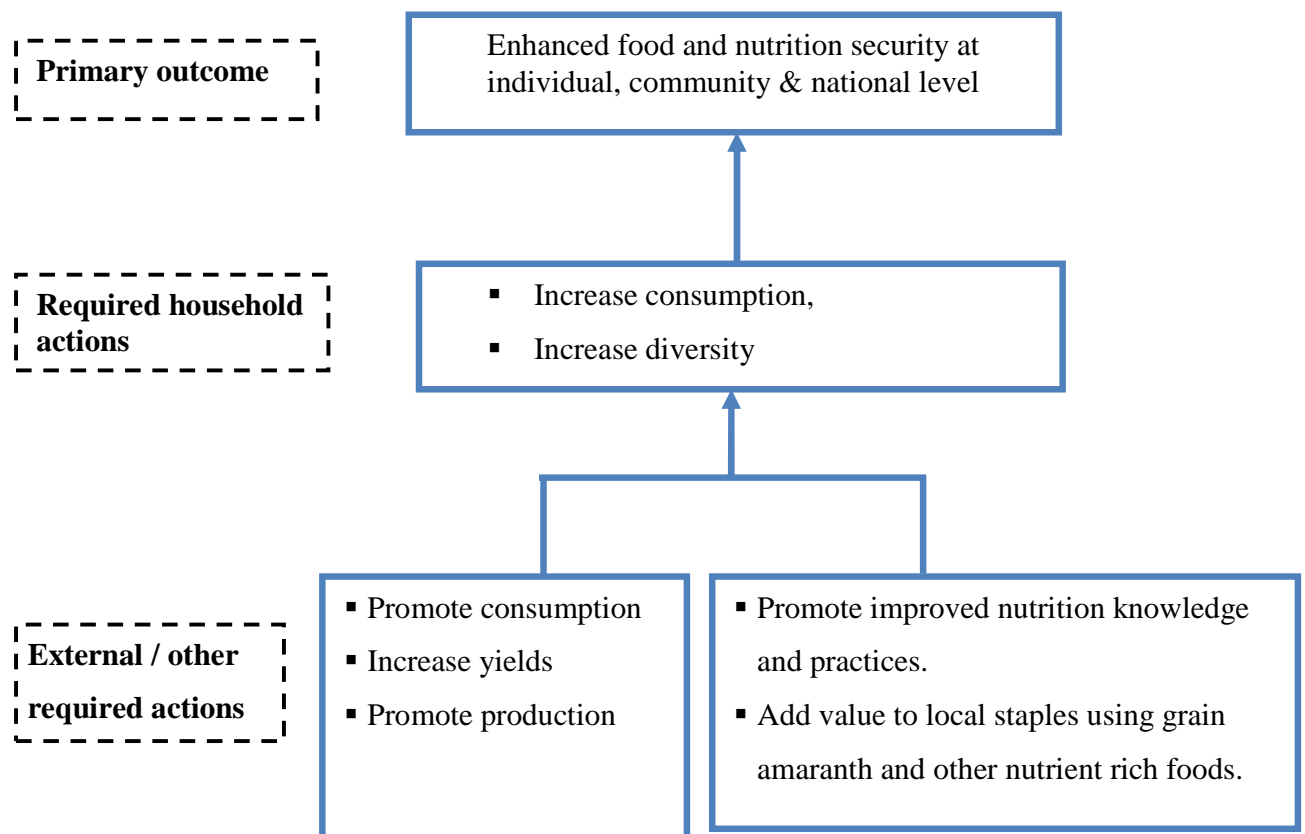 Primary outcome
Enhanced food and nutrition security at
individual, community & national level
Required household
actions
▪ Increase consumption,
▪ Increase diversity
External / other
required actions
▪ Promote consumption
▪ Increase yields
▪ Promote production
▪ Promote improved nutrition knowledge
and practices.
▪ Add value to local staples using grain
amaranth and other nutrient rich foods.